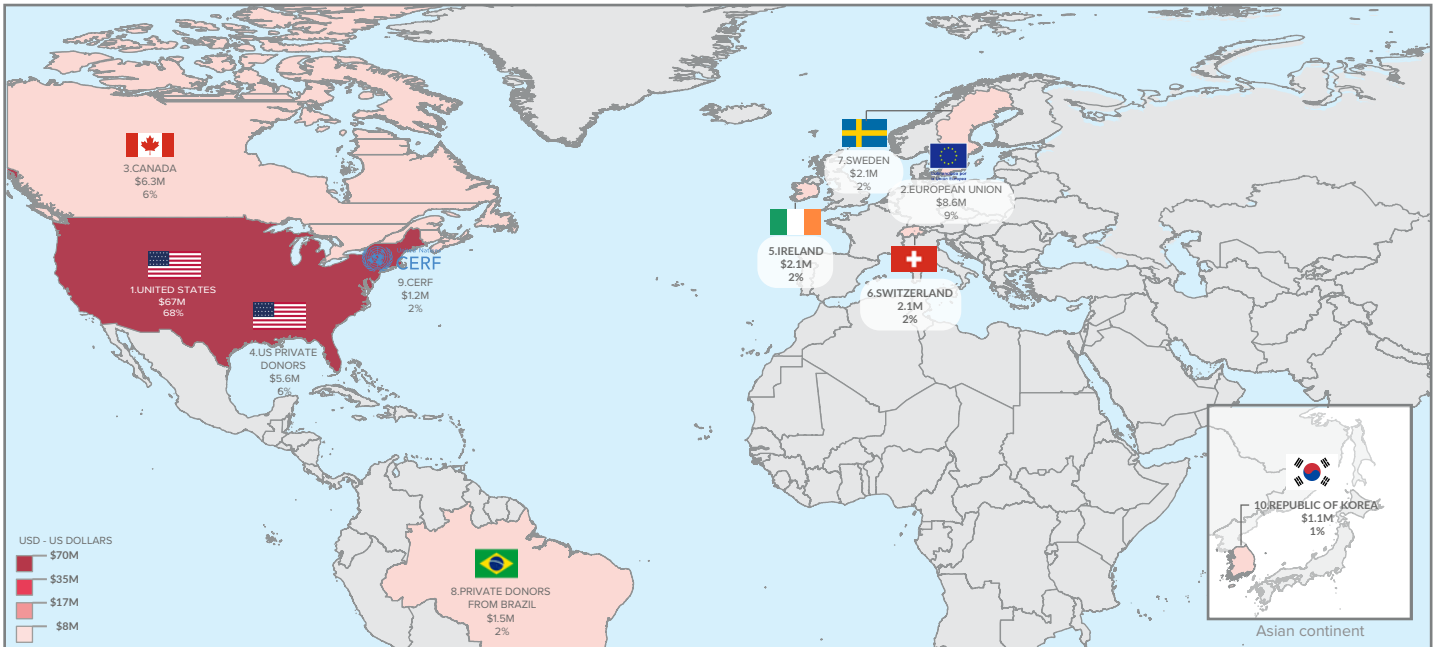 3.CANADA
$6.3M
6%
1.UNITED STATES
$67M
68%
4.US PRIVATE
DONORS
$5.6M
6%
CERF
9.CERF
$1.2M
2%
7.SWEDEN
$2.1M
2%
2.EUROPEAN UNION
$8.6M
9%
5.IRELAND
$2.1M
2%
6.SWITZERLAND
2.1M
2%
8.PRIVATE DONORS
FROM BRAZIL
$1.5M
2%
10.REPUBLIC OF KOREA
$1.1M
1%
Asian continent
USD - US DOLLARS
$70M
$35M
$17M
$8M